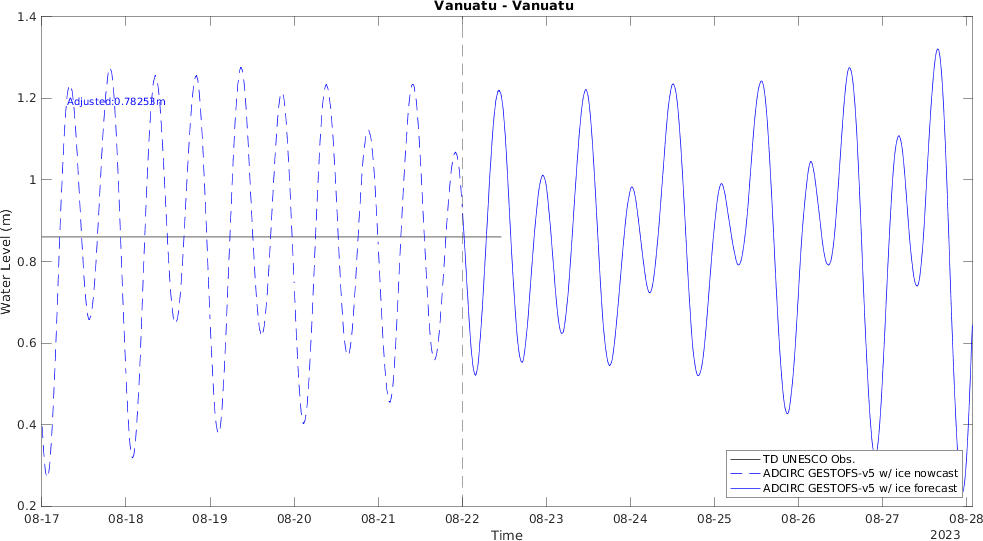 Vanuatu - Vanuatu
1.4
1.2
1
0.8
0.6
0.4
0.2
Water Level (m)
Adjusted:0.78253m
TD UNESCO Obs.
ADCIRC GESTOFS-v5 w/ ice nowcast
ADCIRC GESTOFS-v5 w/ ice forecast
08-17 08-18 08-19 08-20 08-21 08-22 08-23 08-24 08-25 08-26 08-27 08-28
Time
2023